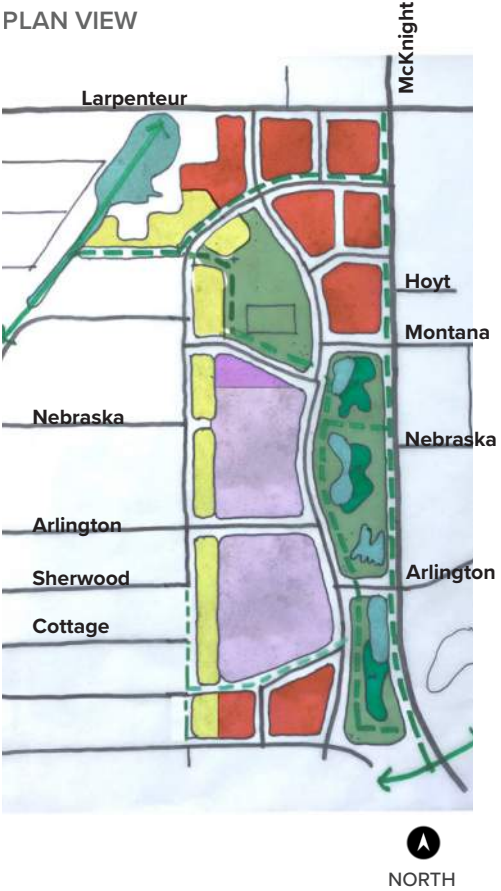 PLAN VIEW
McKnight
Larpenteur
Hoyt
Montana
Nebraska
Nebraska
Arlington
Sherwood
Arlington
Cottage
NORTH